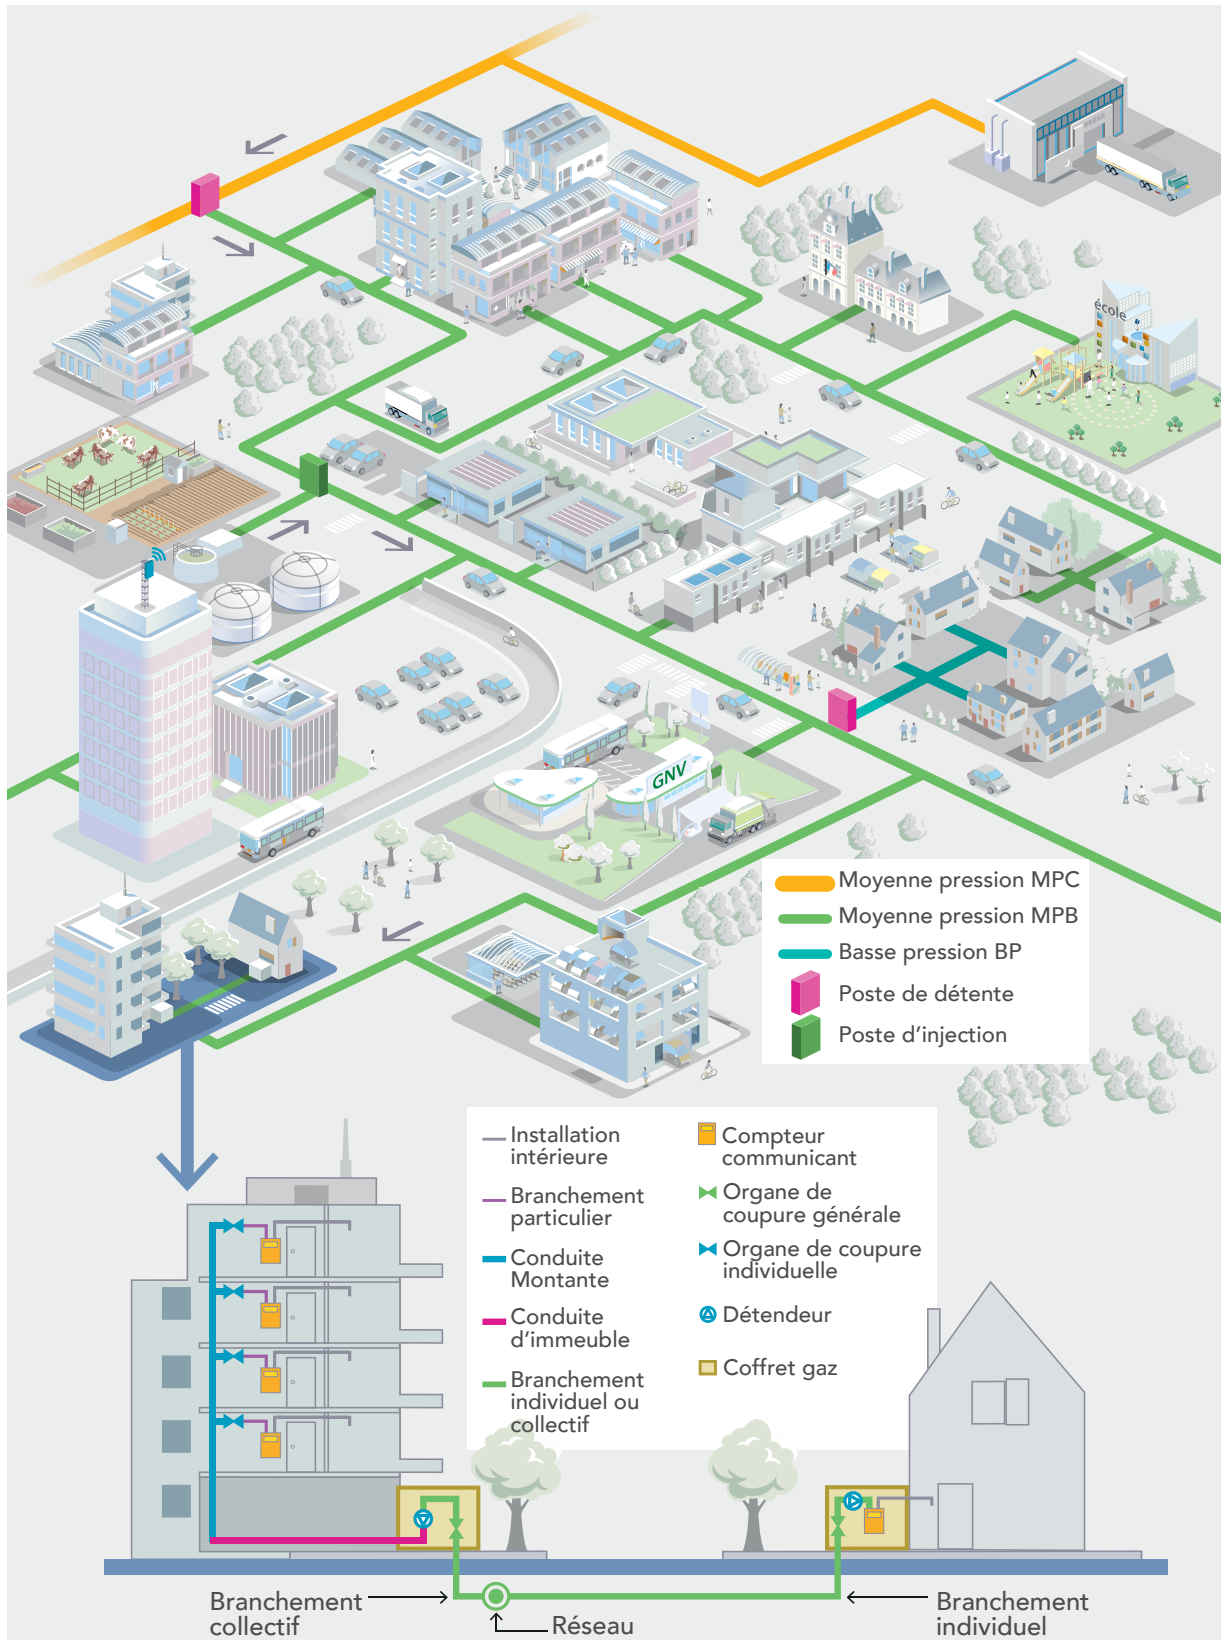 école
GNV
Moyenne pression MPC
Moyenne pression MPB
Basse pression BP
Poste de détente
Poste d'injection
Installation
intérieure
Branchement
particulier
Conduite
Montante
Conduite
d'immeuble
Branchement
individuel ou
collectif
Compteur
communicant
Organe de
coupure générale
Organe de coupure
individuelle
Détendeur
Coffret gaz
Branchement
collectif
Réseau
Branchement
individuel